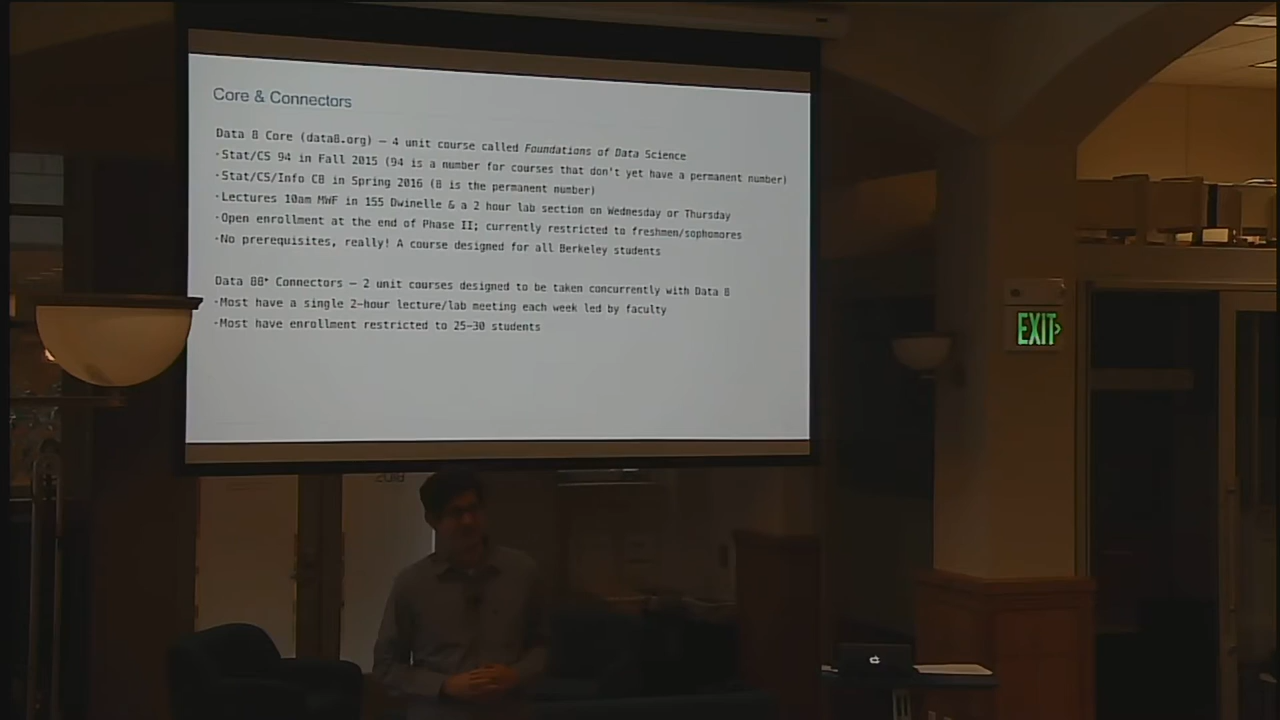 Core & Connectors
Data 8 Core (data8.org) — 4 unit course called Foundations of Data Science
-Stat/CS 94 in Fall 2015 (94 is a number for courses that don't yet have a permanent number)
-Stat/CS/Info C8 in Spring 2016 (8 is the permanent number)
-Lectures 10am MWF in 155 Dwinelle & a 2 hour lab section on Wednesday or Thursday
-Open enrollment at the end of Phase II; currently restricted to freshmen/sophomores
-No prerequisites, really! A course designed for all Berkeley students
Data 88* Connectors — 2 unit courses designed to be taken concurrently with Data 8
-Most have a single 2-hour lecture/lab meeting each week led by faculty
-Most have enrollment restricted to 25-30 students
EXIT